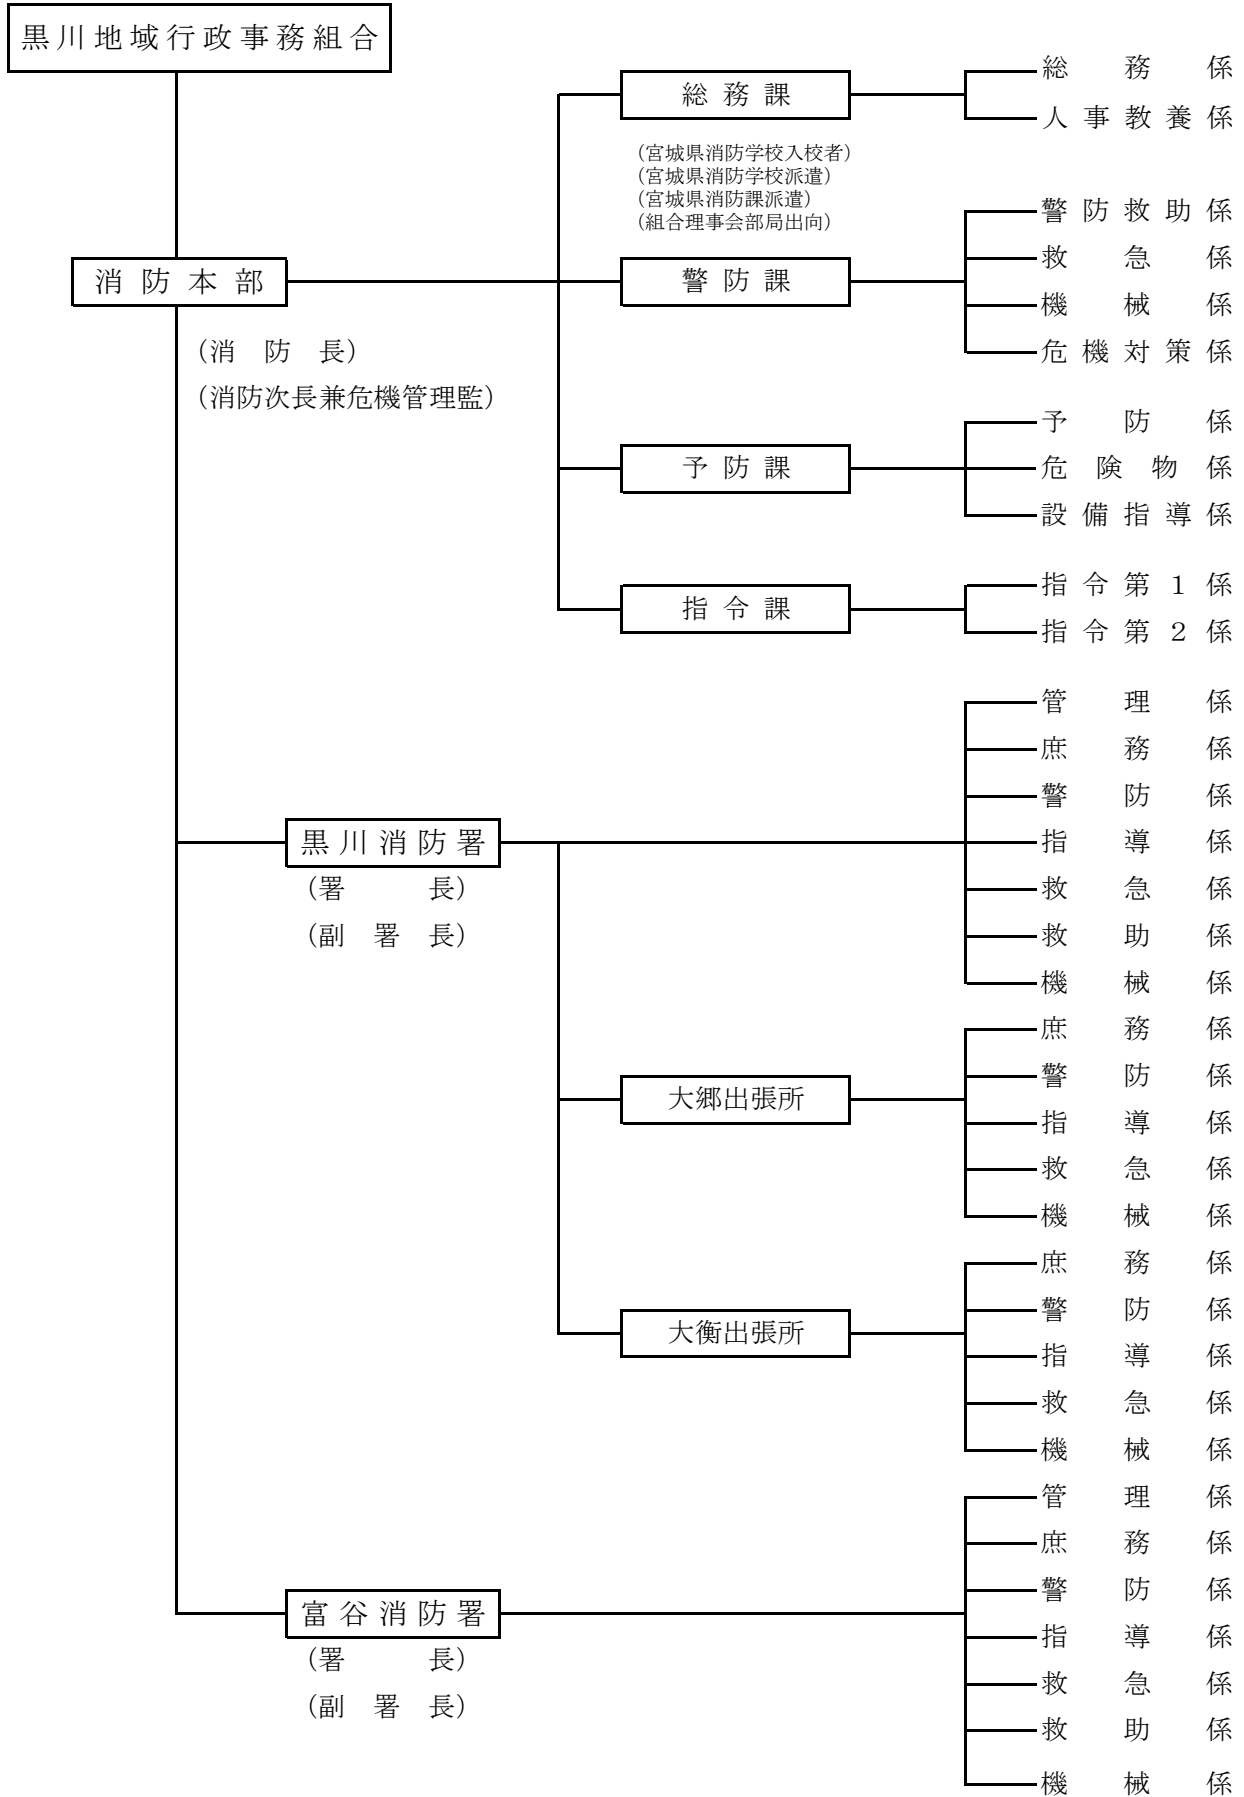 黒川地域行政事務組合
総務課
総務係
人事教養係
(宮城県消防学校入校者)
(宮城県消防学校派遣)
(宮城県消防課派遣)
(組合理事会部局出向)
消防本部
(消防長)
(消防次長兼危機管理監)
警防課
警防救助係
救急係
機械係
危機対策係
予防課
予防係
危険物係
設備指導係
指令課
指令第1係
指令第2係
黒川消防署
(署長)
(副署長)
管理係
庶務係
警防係
指導係
救急係
救助係
機械係
大郷出張所
庶務係
警防係
指導係
救急係
機械係
大衡出張所
庶務係
警防係
指導係
救急係
機械係
富谷消防署
(署長)
(副署長)
管理係
庶務係
警防係
指導係
救急係
救助係
機械係